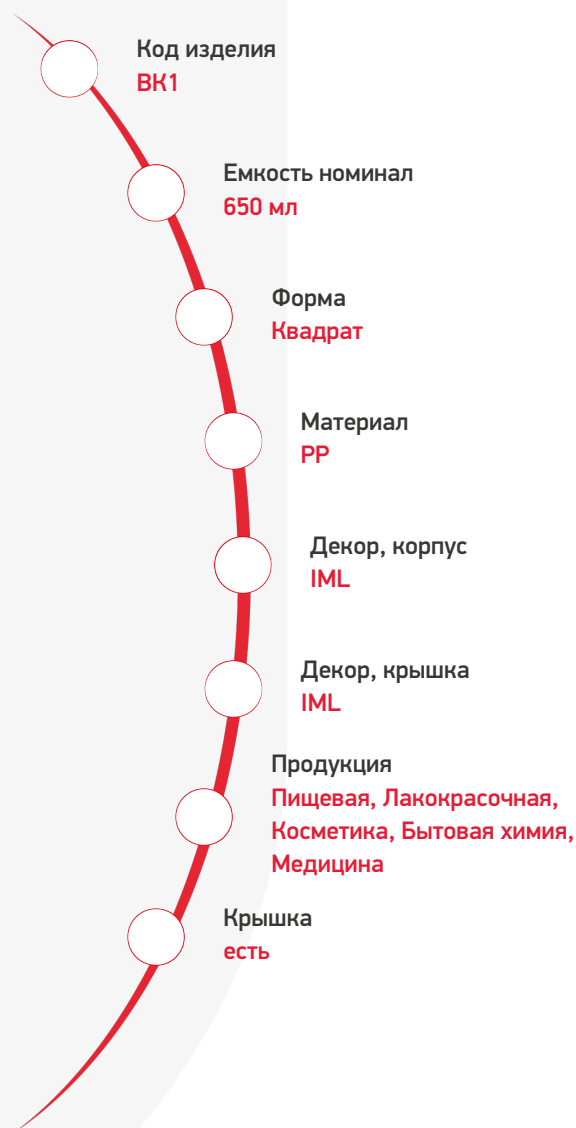 Код изделия
ВК1
Емкость номинал
650 мл
Форма
Квадрат
Материал
PP
Декор, корпус
IML
Декор, крышка
IML
Продукция
Пищевая, Лакокрасочная,
Косметика, Бытовая химия,
Медицина
Крышка
есть